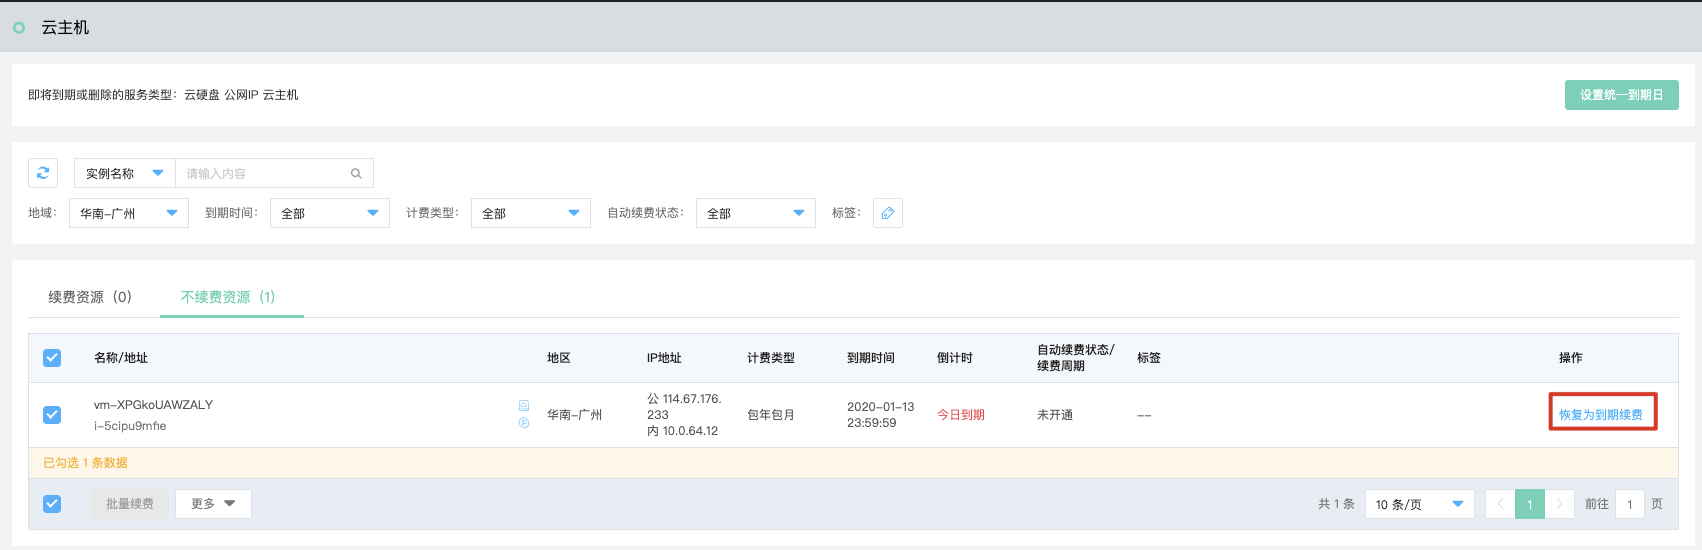 云主机
即将到期或删除的服务类型：云硬盘 公网IP 云主机
设置统一到期日
实例名称
请输入内容
地域：
华南-广州
到期时间：
全部
计费类型：
全部
自动续费状态：
全部
标签：
续费资源（0）
不续费资源（1）
名称/地址
地区
IP地址
计费类型
到期时间
倒计时
自动续费状态/
续费周期
标签
操作
vm-XPGkoUAWZALY
i-5cipu9mfie
华南-广州
公 114.67.176.
233
内 10.0.64.12
包年包月
2020-01-13
23:59:59
今日到期
未开通
--
恢复为到期续费
已勾选 1 条数据
批量续费
更多
共 1 条
10 条/页
1
前往
1
页